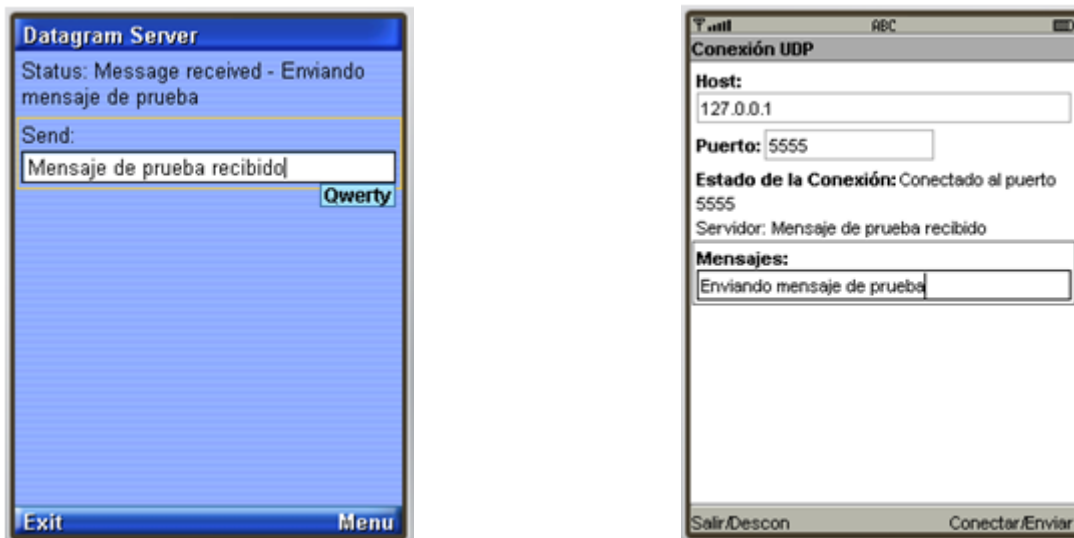 Datagram Server
Status: Message received - Enviando
mensaje de prueba
Send:
Mensaje de prueba recibido
Qwerty
Exit
Menu
ABC
Conexión UDP
Host:
127.0.0.1
Puerto: 5555
Estado de la Conexión: Conectado al puerto
5555
Servidor: Mensaje de prueba recibido
Mensajes:
Enviando mensaje de prueba
Salir/Descon
Conectar/Enviar